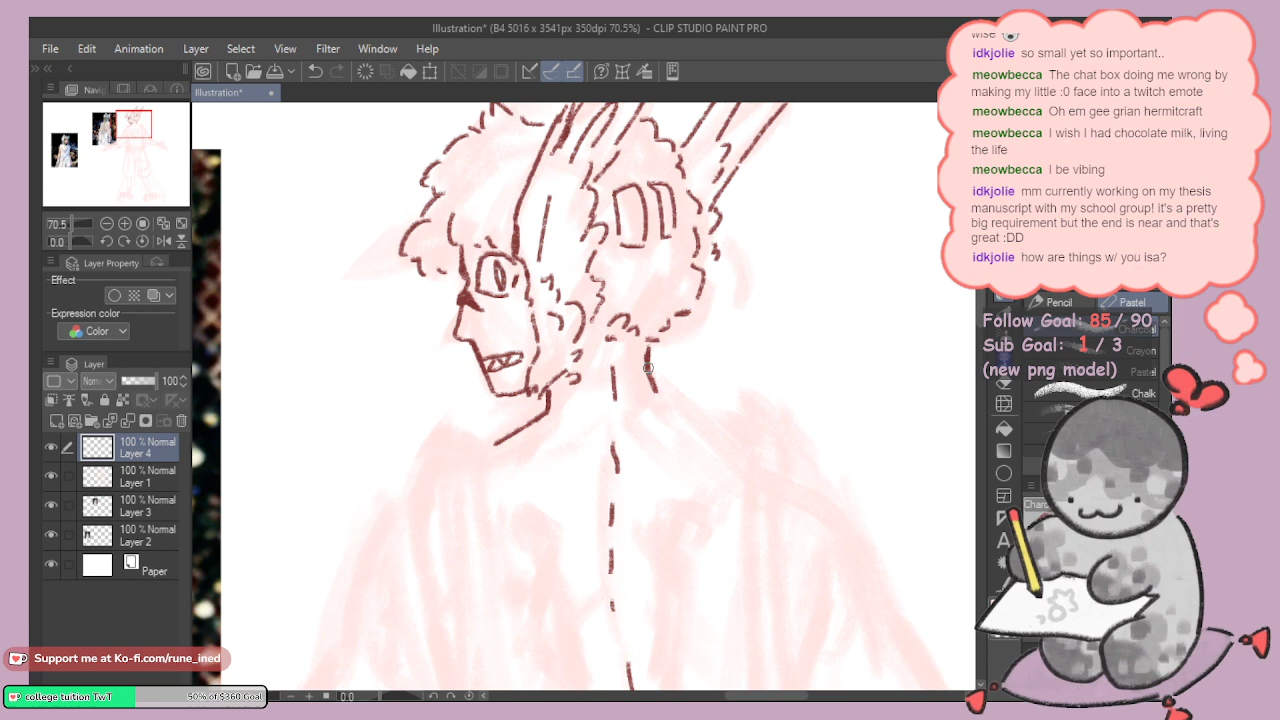 Illustration* (B4 5016 x 3541px 350dpi 70.5%) - CLIP STUDIO PAINT PRO
File Edit Animation Layer Select View Filter Window Help
Navig
Illustration*
70.5
0.0
Layer Property
Effect
Expression color
Color
Layer
Norma
100
100 % Normal
Layer 4
100 % Normal
Layer 1
100 % Normal
Layer 3
100 % Normal
Layer 2
Paper
0.0
wise
idkjolie so small yet so important..
meowbecca The chat box doing me wrong by
making my little :0 face into a twitch emote
meowbecca Oh em gee grian hermitcraft
meowbecca I wish I had chocolate milk, living
the life
meowbecca I be vibing
idkjolie mm currently working on my thesis
manuscript with my school group! it's a pretty
big requirement but the end is near and that's
great :DD
idkjolie how are things w/ you isa?
Pencil Pastel
Follow Goal: 85 / 90
Charcoal
Sub Goal: 1 / 3
Crayon
(new png model)
Pastel
Chalk
Charc
Support me at Ko-fi.com/rune_ined
college tuition TwT 50% of $360 Goal